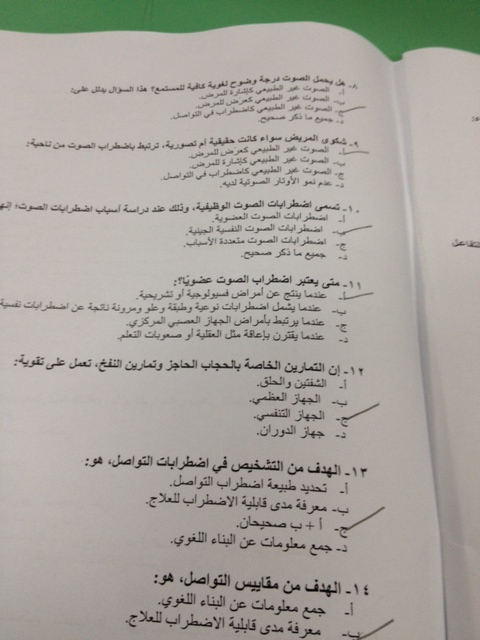 ٨- هل يحمل الصوت درجة وضوح لغوية كافية للمستمع؟ هذا السؤال يدلل على:
أ- الصوت غير الطبيعي كإشارة للمرض.
ب- الصوت غير الطبيعي كعرض للمرض.
ج- الصوت غير الطبيعي كاضطراب في التواصل.
د- جميع ما ذكر صحيح.
٩- شكوى المريض سواء كانت حقيقية أم تصورية، ترتبط باضطراب الصوت من ناحية:
أ- الصوت غير الطبيعي كعرض للمرض.
ب- الصوت غير الطبيعي كإشارة للمرض.
ج- الصوت غير الطبيعي كاضطراب في التواصل.
د- عدم نمو الأوتار الصوتية لديه.
١٠- تسمى اضطرابات الصوت الوظيفية، وذلك عند دراسة أسباب اضطرابات الصوت؛ إنها
أ- اضطرابات الصوت العضوية.
ب- اضطرابات الصوت النفسية الجينية.
ج- اضطرابات الصوت متعددة الأسباب.
د- جميع ما ذكر صحيح.
١١- متى يعتبر اضطراب الصوت عضويًا؟:
أ- عندما ينتج عن أمراض فسيولوجية أو تشريحية.
ب- عندما يشمل اضطرابات نوعية وطبقة وعلو ومرونة ناتجة عن اضطرابات نفسية
ج- عندما يرتبط بأمراض الجهاز العصبي المركزي.
د- عندما يقترن بإعاقة مثل العقلية أو صعوبات التعلم.
١٢- إن التمارين الخاصة بالحجاب الحاجز وتمارين النفخ، تعمل على تقوية:
أ- الشفتين والحلق.
ب- الجهاز العظمي.
ج- الجهاز التنفسي.
د- جهاز الدوران.
١٣- الهدف من التشخيص في اضطرابات التواصل، هو:
أ- تحديد طبيعة اضطراب التواصل.
ب- معرفة مدى قابلية الاضطراب للعلاج.
ج- أ + ب صحيحان.
د- جمع معلومات عن البناء اللغوي.
١٤- الهدف من مقاييس التواصل، هو:
أ- جمع معلومات عن البناء اللغوي.
ب- معرفة مدى قابلية الاضطراب للعلاج.